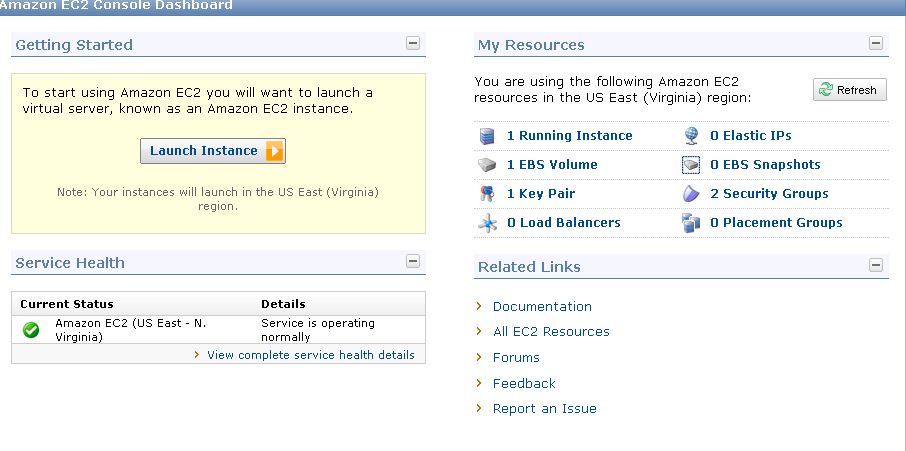 Amazon EC2 Console Dashboard
Getting Started
To start using Amazon EC2 you will want to launch a
virtual server, known as an Amazon EC2 instance.
Launch Instance
Note: Your instances will launch in the US East (Virginia)
region.
Service Health
Current Status Details
Amazon EC2 (US East - N. Service is operating
Virginia) normally
View complete service health details
My Resources
You are using the following Amazon EC2
resources in the US East (Virginia) region:
Refresh
1 Running Instance 0 Elastic IPs
1 EBS Volume 0 EBS Snapshots
1 Key Pair 2 Security Groups
0 Load Balancers 0 Placement Groups
Related Links
Documentation
All EC2 Resources
Forums
Feedback
Report an Issue